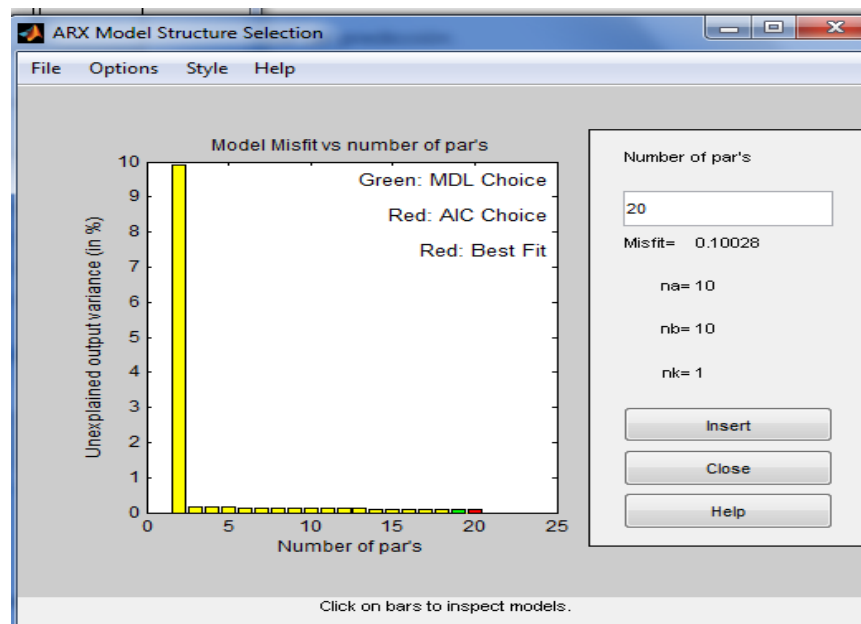 ARX Model Structure Selection
File Options Style Help
Model Misfit vs number of par's
Green: MDL Choice
Red: AIC Choice
Red: Best Fit
Unexplained output variance (in %)
10
9
8
7
6
5
4
3
2
1
0
0 5 10 15 20 25
Number of par's
Number of par's
20
Misfit= 0.10028
na= 10
nb= 10
nk= 1
Insert
Close
Help
Click on bars to inspect models.